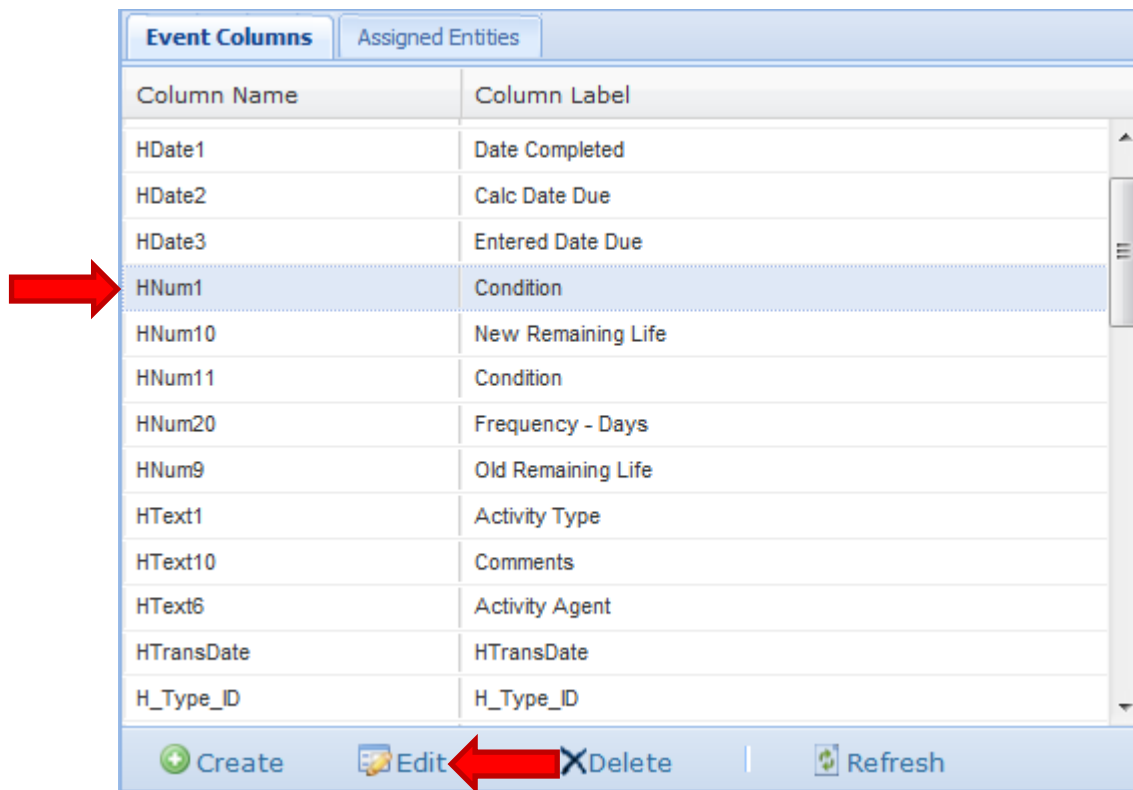 Event Columns Assigned Entities
Column Name Column Label
HDate1 Date Completed
HDate2 Calc Date Due
HDate3 Entered Date Due
HNum1 Condition
HNum10 New Remaining Life
HNum11 Condition
HNum20 Frequency - Days
HNum9 Old Remaining Life
HText1 Activity Type
HText10 Comments
HText6 Activity Agent
HTransDate HTransDate
H_Type_ID H_Type_ID
Create Edit Delete Refresh